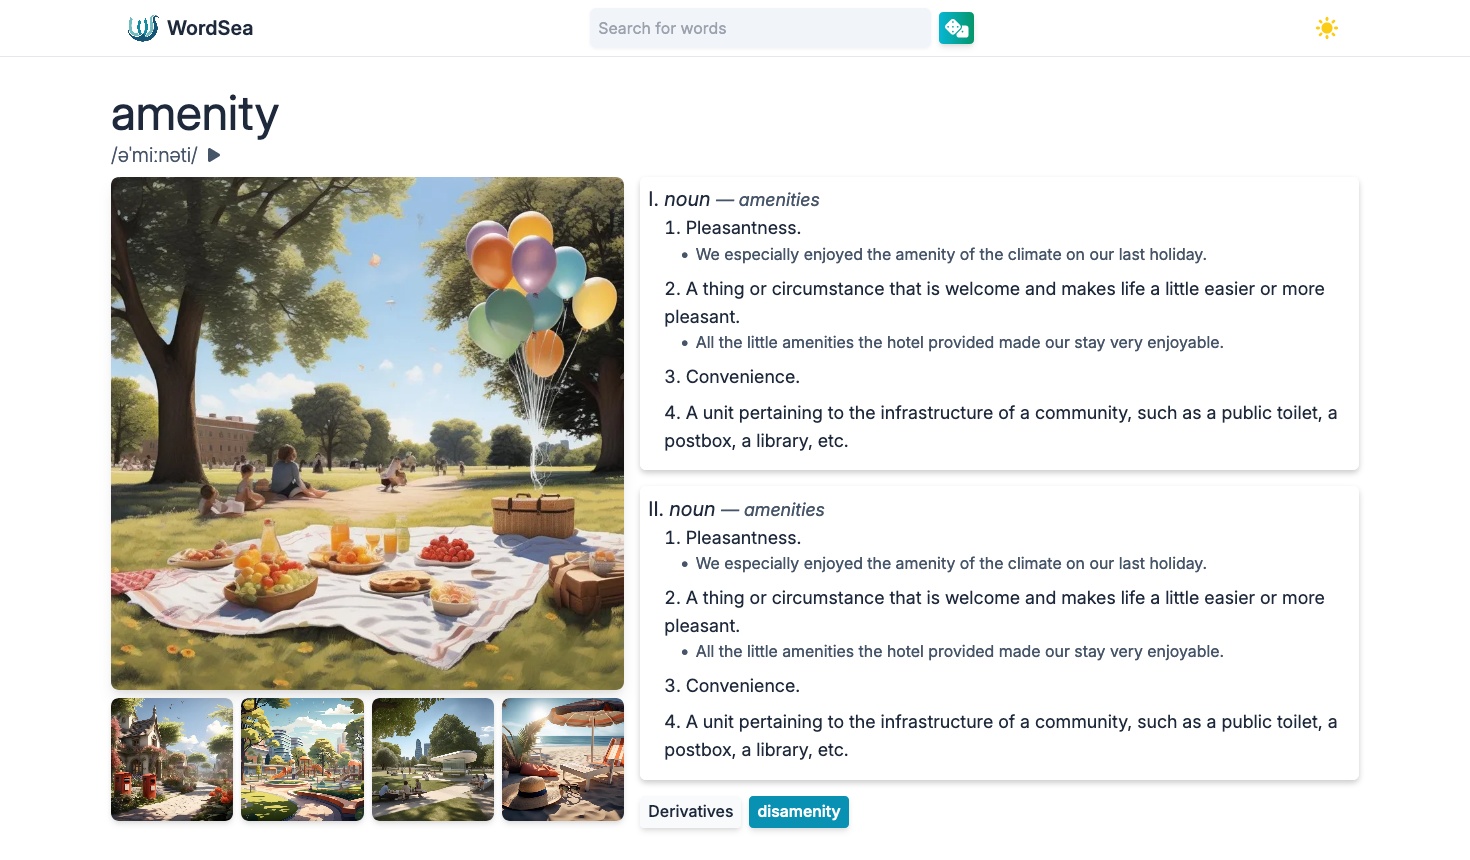 WordSea
Search for words
amenity
/əˈmiːnəti/
I. noun — amenities
1. Pleasantness.
• We especially enjoyed the amenity of the climate on our last holiday.
2. A thing or circumstance that is welcome and makes life a little easier or more
pleasant.
• All the little amenities the hotel provided made our stay very enjoyable.
3. Convenience.
4. A unit pertaining to the infrastructure of a community, such as a public toilet, a
postbox, a library, etc.
II. noun — amenities
1. Pleasantness.
• We especially enjoyed the amenity of the climate on our last holiday.
2. A thing or circumstance that is welcome and makes life a little easier or more
pleasant.
• All the little amenities the hotel provided made our stay very enjoyable.
3. Convenience.
4. A unit pertaining to the infrastructure of a community, such as a public toilet, a
postbox, a library, etc.
Derivatives disamenity